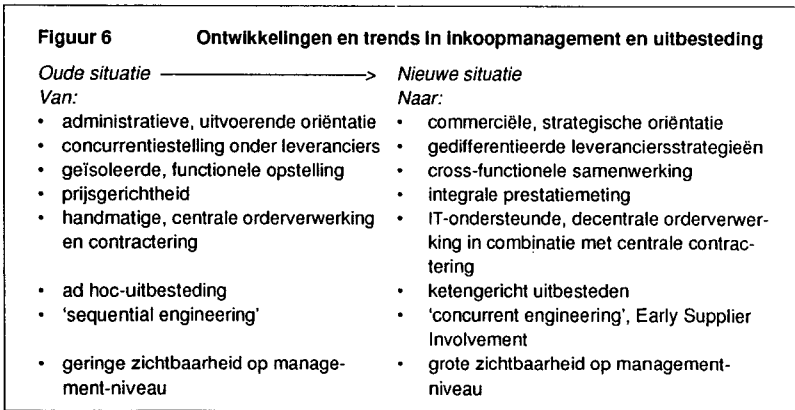 Figuur 6 Ontwikkelingen en trends in inkoopmanagement en uitbesteding
Oude situatie > Nieuwe situatie
Van: Naar:
• administratieve, uitvoerende oriëntatie • commerciële, strategische oriëntatie
• concurrentiestelling onder leveranciers • gedifferentieerde leveranciersstrategieën
• geïsoleerde, functionele opstelling • cross-functionele samenwerking
• prijsgerichtheid • integrale prestatiemeting
• handmatige, centrale orderverwerking • IT-ondersteunde, decentrale orderverwer-
en contractering king in combinatie met centrale contrac-
tering
• ad hoc-uitbesteding • ketengericht uitbesteden
• 'sequential engineering' • 'concurrent engineering', Early Supplier
Involvement
• geringe zichtbaarheid op manage- • grote zichtbaarheid op management-
ment-niveau niveau